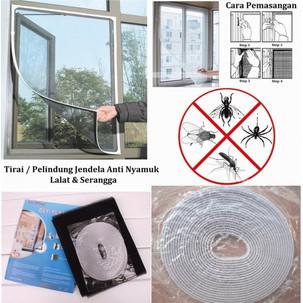 Cara Pemasangan
Step 1
Step 2
Step 3
Step 4
Tirai / Pelindung Jendela Anti Nyamuk
Lalat & Serangga